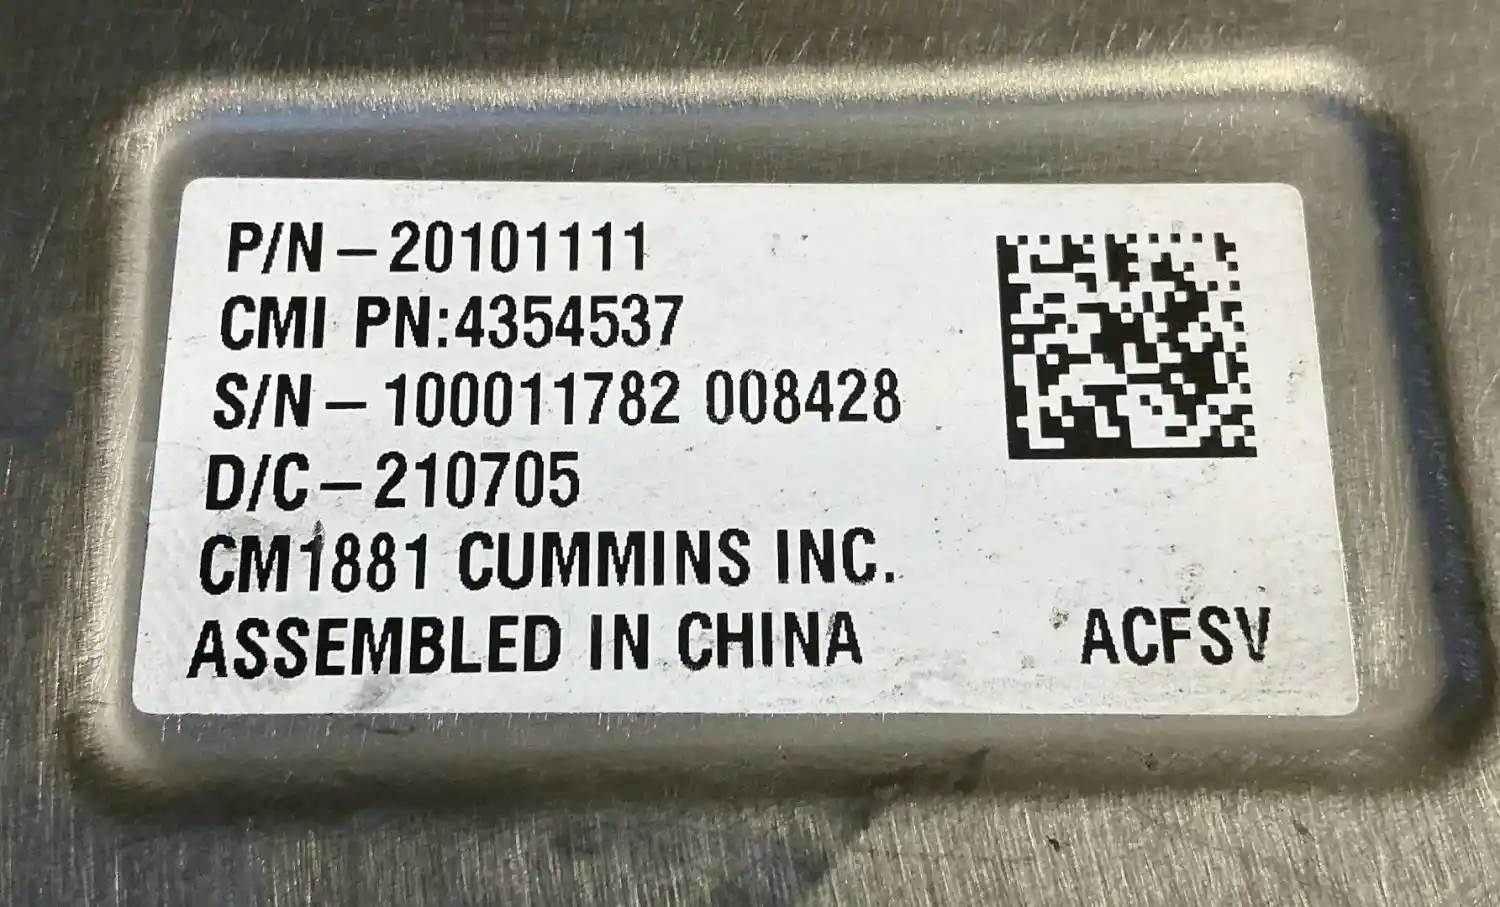 P/N – 20101111
CMI PN:4354537
S/N – 100011782 008428
D/C – 210705
CM1881 CUMMINS INC.
ASSEMBLED IN CHINA
ACFSV